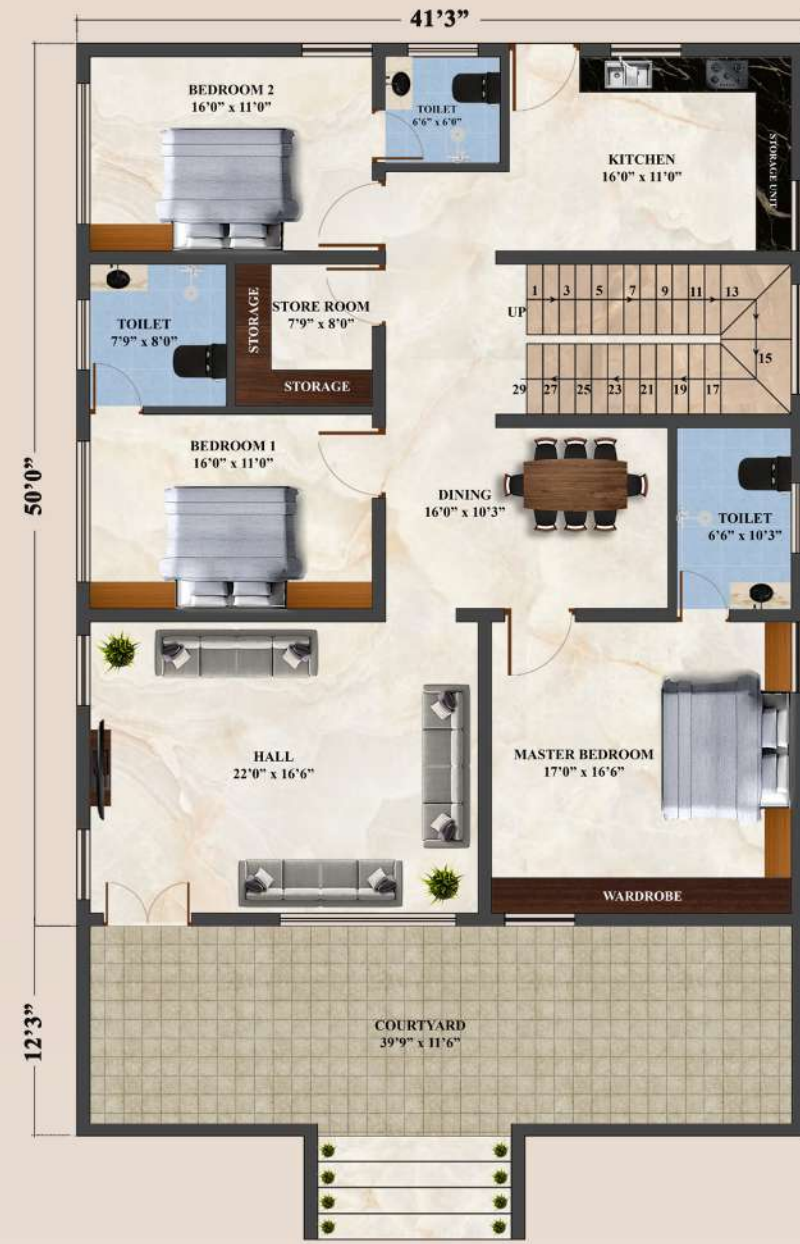 41'3"
BEDROOM 2
16'0" x 11'0"
TOILET
6'6" x 6'0"
KITCHEN
16'0" x 11'0"
STORAGE UNIT
TOILET
7'9" x 8'0"
STORAGE
STORE ROOM
7'9" x 8'0"
STORAGE
UP
1 3 5 7 9 11 13
15
29 27 25 23 21 19 17
50'0"
BEDROOM 1
16'0" x 11'0"
DINING
16'0" x 10'3"
TOILET
6'6" x 10'3"
HALL
22'0" x 16'6"
MASTER BEDROOM
17'0" x 16'6"
WARDROBE
12'3"
COURTYARD
39'9" x 11'6"